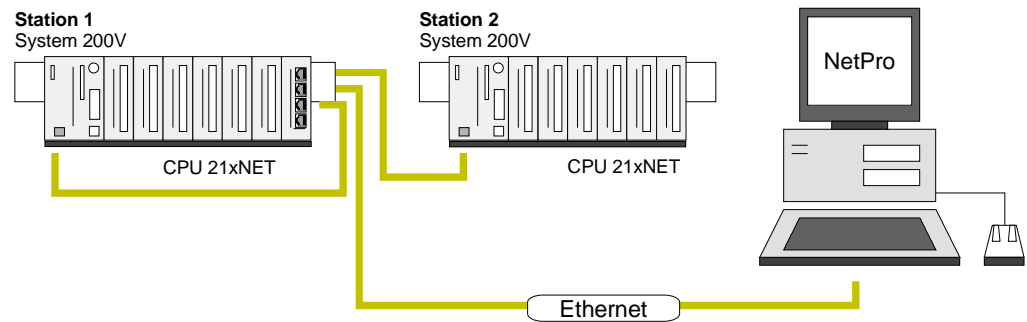 Station 1
System 200V
Station 2
System 200V
NetPro
CPU 21xNET
CPU 21xNET
Ethernet